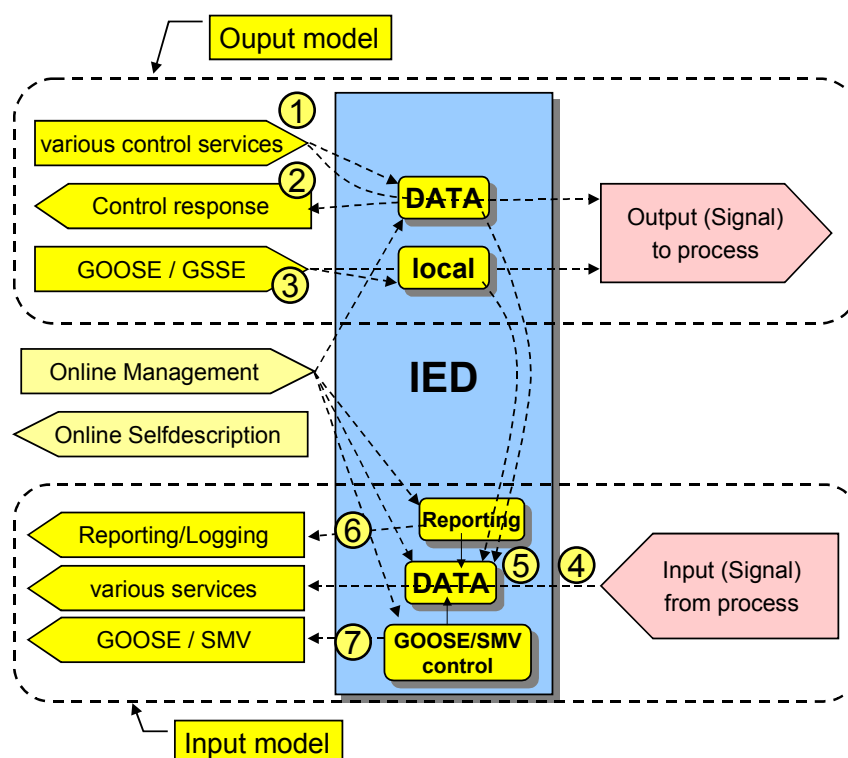 Ouput model
1
various control services
2
Control response
DATA
Output (Signal)
to process
GOOSE / GSSE
3
local
Online Management
IED
Online Selfdescription
Reporting/Logging
6
Reporting
various services
DATA
5
4
Input (Signal)
from process
GOOSE / SMV
7
GOOSE/SMV
control
Input model